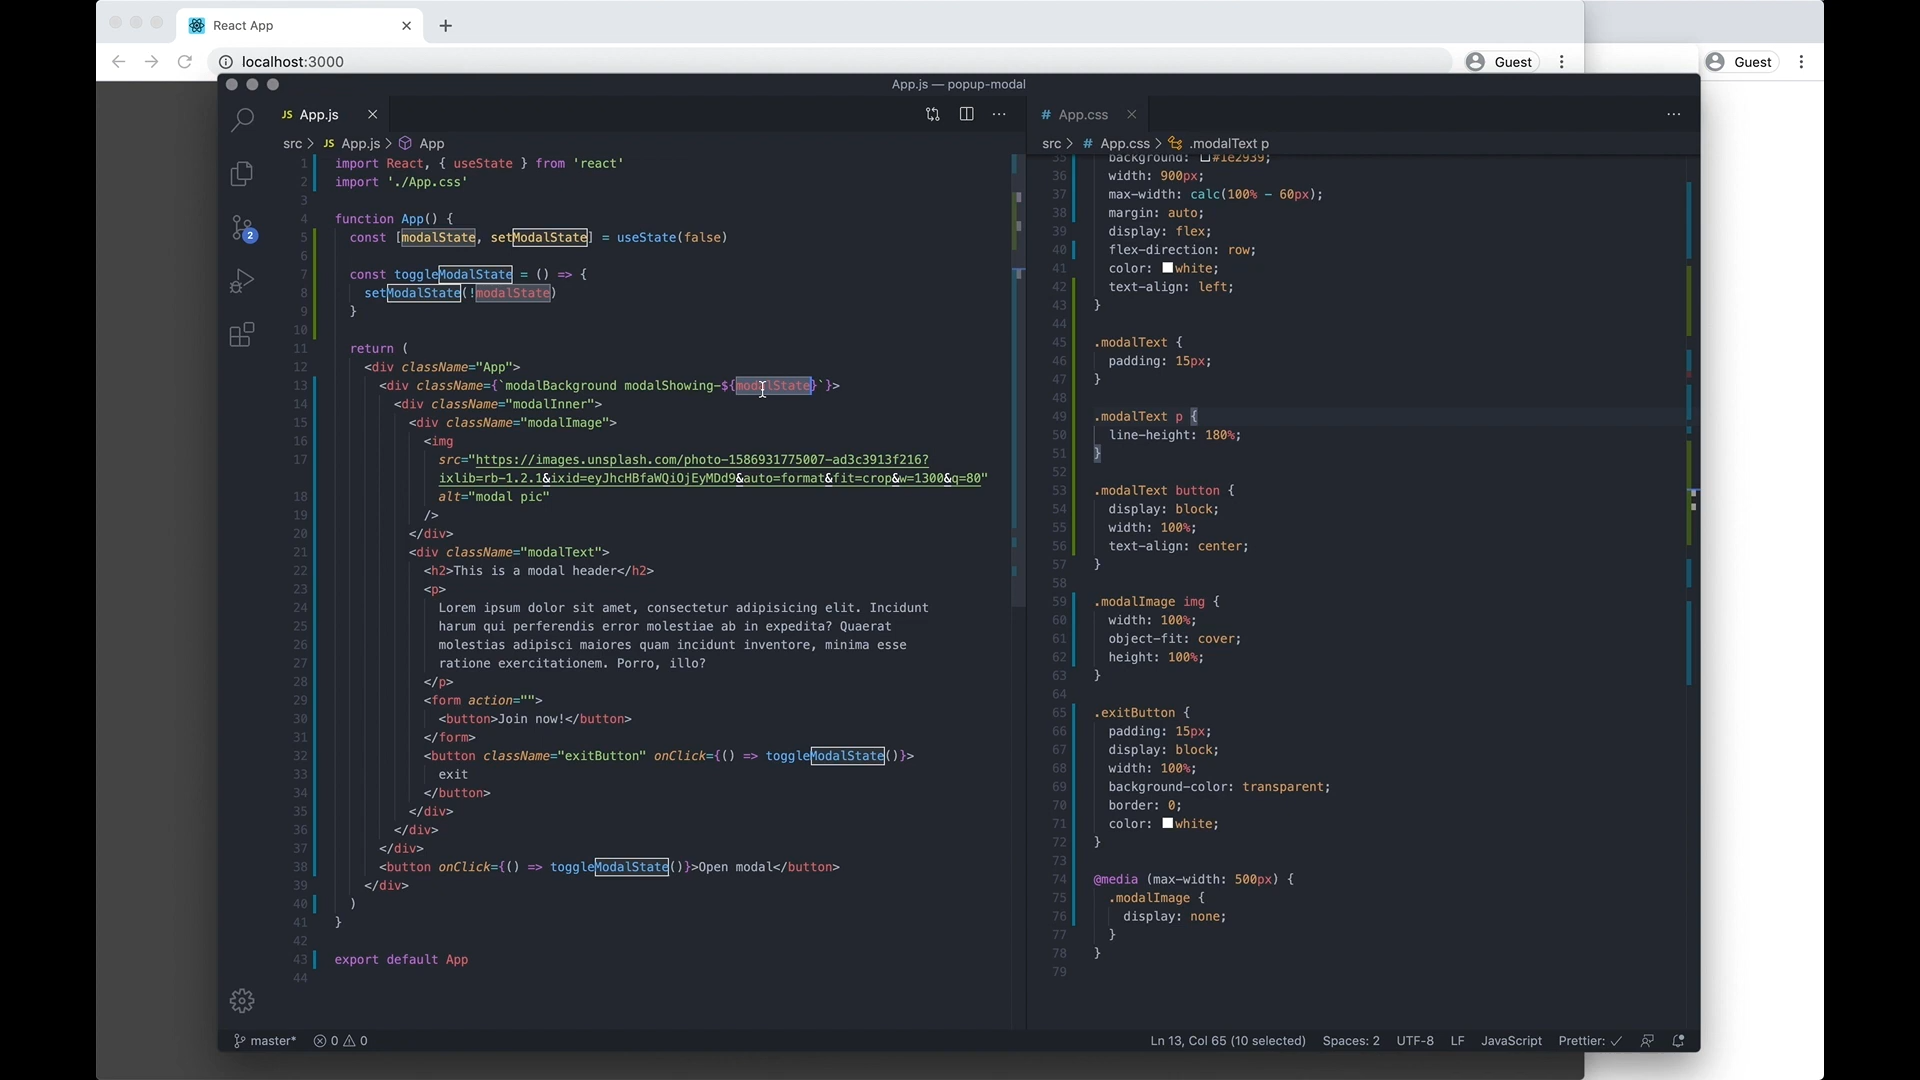 React App
localhost:3000
Guest
Guest
App.js — popup-modal
JS App.js
src > JS App.js > App
1 import React, { useState } from 'react'
2 import './App.css'
3
4 function App() {
5 const [modalState, setModalState] = useState(false)
6
7 const toggleModalState = () => {
8 setModalState(!modalState)
9 }
10
11 return (
12 <div className="App">
13 <div className={`modalBackground modalShowing-${modalState}`}>
14 <div className="modalInner">
15 <div className="modalImage">
16 <img
17 src="https://images.unsplash.com/photo-1586931775007-ad3c3913f216?
ixlib=rb-1.2.1&ixid=eyJhcHBfaWQiOjEyMDd9&auto=format&fit=crop&w=1300&q=80"
18 alt="modal pic"
19 />
20 </div>
21 <div className="modalText">
22 <h2>This is a modal header</h2>
23 <p>
24 Lorem ipsum dolor sit amet, consectetur adipisicing elit. Incidunt
25 harum qui perferendis error molestiae ab in expedita? Quaerat
26 molestias adipisci maiores quam incidunt inventore, minima esse
27 ratione exercitationem. Porro, illo?
28 </p>
29 <form action="">
30 <button>Join now!</button>
31 </form>
32 <button className="exitButton" onClick={() => toggleModalState()}>
33 exit
34 </button>
35 </div>
36 </div>
37 </div>
38 <button onClick={() => toggleModalState()}>Open modal</button>
39 </div>
40 )
41 }
42
43 export default App
44
# App.css
src > # App.css > .modalText p
35 background: #1e2939;
36 width: 900px;
37 max-width: calc(100% - 60px);
38 margin: auto;
39 display: flex;
40 flex-direction: row;
41 color: white;
42 text-align: left;
43 }
44
45 .modalText {
46 padding: 15px;
47 }
48
49 .modalText p {
50 line-height: 180%;
51 }
52
53 .modalText button {
54 display: block;
55 width: 100%;
56 text-align: center;
57 }
58
59 .modalImage img {
60 width: 100%;
61 object-fit: cover;
62 height: 100%;
63 }
64
65 .exitButton {
66 padding: 15px;
67 display: block;
68 width: 100%;
69 background-color: transparent;
70 border: 0;
71 color: white;
72 }
73
74 @media (max-width: 500px) {
75 .modalImage {
76 display: none;
77 }
78 }
79
2
master* 0 0 Ln 13, Col 65 (10 selected) Spaces: 2 UTF-8 LF JavaScript Prettier: ✓